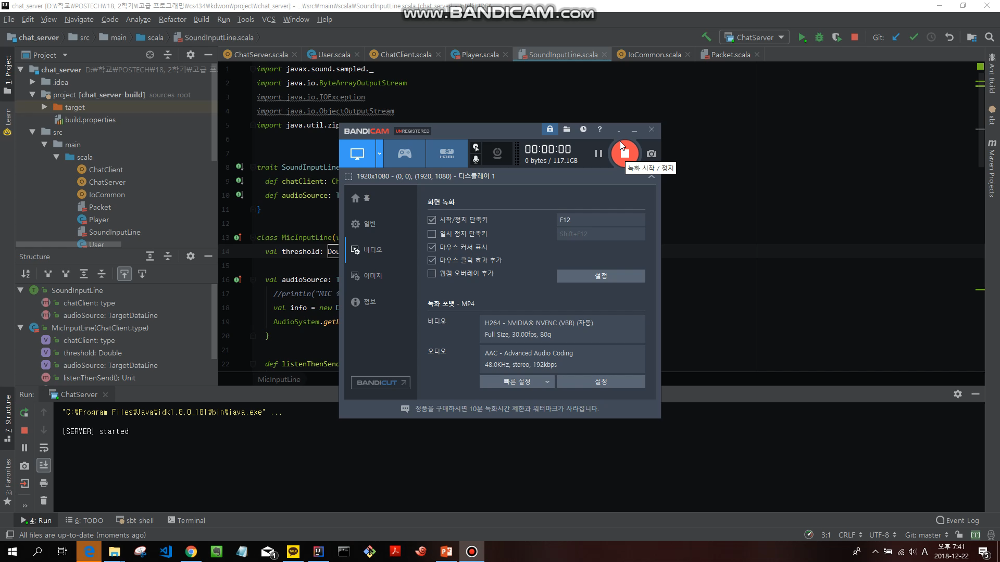 chat_server [D:₩학교₩POSTECH₩18, 2학기₩고급 프로그래밍₩cs434₩kdwon₩project₩chat_server] - ...₩src₩main₩scala₩SoundInputLine.scala [chat_server] - IntelliJ IDEA
www.BANDICAM.com
File Edit View Navigate Code Analyze Refactor Build Run Tools VCS Window Help
chat_server src main scala SoundInputLine.scala
ChatServer
Git:
1: Project
Learn
7: Structure
2: Favorites
Project
chat_server D:₩학교₩POSTECH₩18, 2학기₩고급 프
.idea
project [chat_server-build] sources root
target
build.properties
src
main
scala
ChatClient
ChatServer
IoCommon
Packet
Player
SoundInputLine
User
Structure
SoundInputLine
chatClient: type
audioSource: TargetDataLine
MicInputLine(ChatClient.type)
chatClient: type
threshold: Double
audioSource: TargetDataLine
listenThenSend(): Unit
ChatServer.scala User.scala ChatClient.scala Player.scala SoundInputLine.scala IoCommon.scala Packet.scala
1 import javax.sound.sampled._
2 import java.io.ByteArrayOutputStream
3 import java.io.IOException
4 import java.io.ObjectOutputStream
5 import java.util.zip
6
7
8 trait SoundInputLine
9 def chatClient: Ch
10 def audioSource: T
11 }
12
13 class MicInputLine(v
14 val threshold: Dou
15
16 val audioSource: T
17 //println("MIC i
18 val info = new D
19 AudioSystem.getL
20 }
21
22 def listenThenSend
MicInputLine
BANDICAM UNREGISTERED
HDMI
00:00:00
0 bytes / 117.1GB
녹화 시작 / 정지
1920x1080 - (0, 0), (1920, 1080) - 디스플레이 1
홈
일반
비디오
이미지
정보
BANDICUT
화면 녹화
시작/정지 단축키 F12
일시 정지 단축키 Shift+F12
마우스 커서 표시
마우스 클릭 효과 추가
웹캠 오버레이 추가 설정
녹화 포맷 - MP4
비디오 H264 - NVIDIA® NVENC (VBR) (자동)
Full Size, 30.00fps, 80q
오디오 AAC - Advanced Audio Coding
48.0KHz, stereo, 192kbps
빠른 설정 설정
정품을 구매하시면 10분 녹화시간 제한과 워터마크가 사라집니다.
Ant Build
sbt
Maven Projects
Run: ChatServer
"C:₩Program Files₩Java₩jdk1.8.0_181₩bin₩java.exe" ...
[SERVER] started
4: Run 6: TODO sbt shell Terminal Event Log
All files are up-to-date (moments ago) 3:1 CRLF UTF-8 Git: master [T]
TALK
1
A
오후 7:41
2018-12-22
5